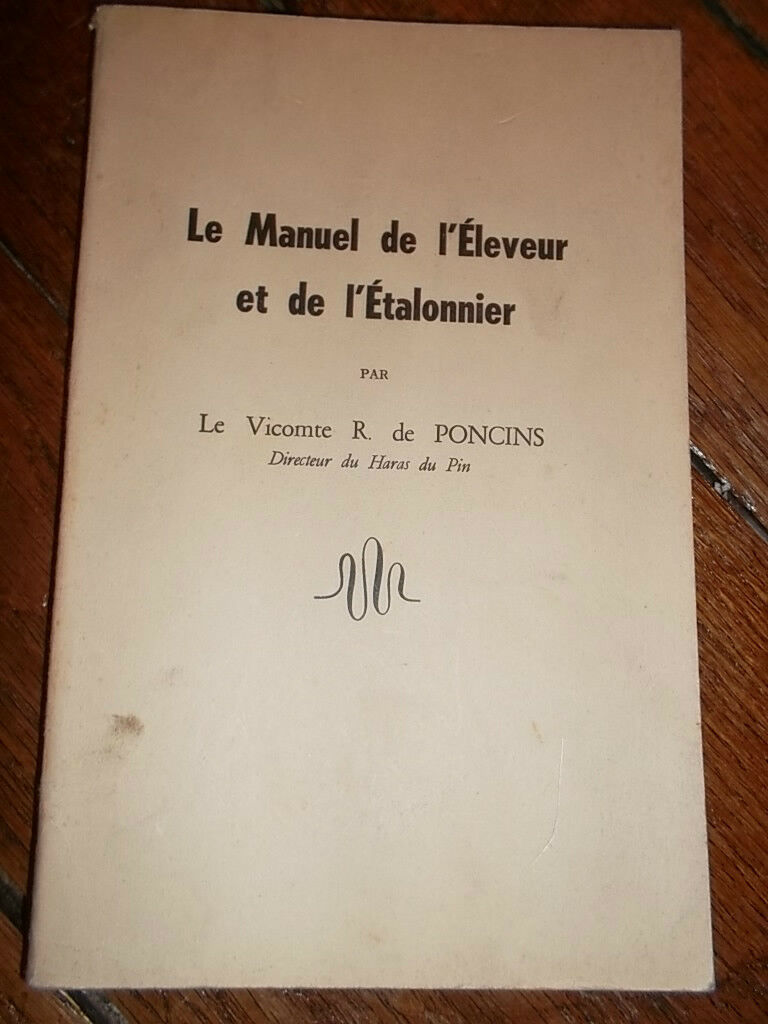 Le Manuel de l'Éleveur
et de l'Étalonnier
PAR
Le Vicomte R. de PONCINS
Directeur du Haras du Pin